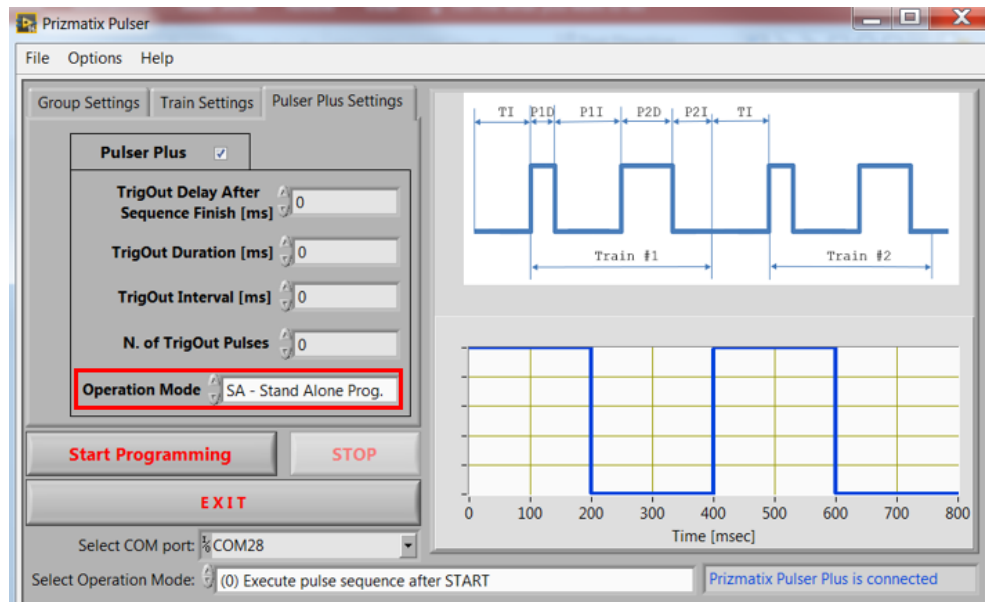 Prizmatix Pulser
File Options Help
Group Settings Train Settings Pulser Plus Settings
Pulser Plus
TrigOut Delay After
Sequence Finish [ms] 0
TrigOut Duration [ms] 0
TrigOut Interval [ms] 0
N. of TrigOut Pulses 0
Operation Mode SA - Stand Alone Prog.
Start Programming STOP
EXIT
Select COM port: COM28
Select Operation Mode: (0) Execute pulse sequence after START
TI P1D P1I P2D P2I TI
Train #1 Train #2
0 100 200 300 400 500 600 700 800
Time [msec]
Prizmatix Pulser Plus is connected